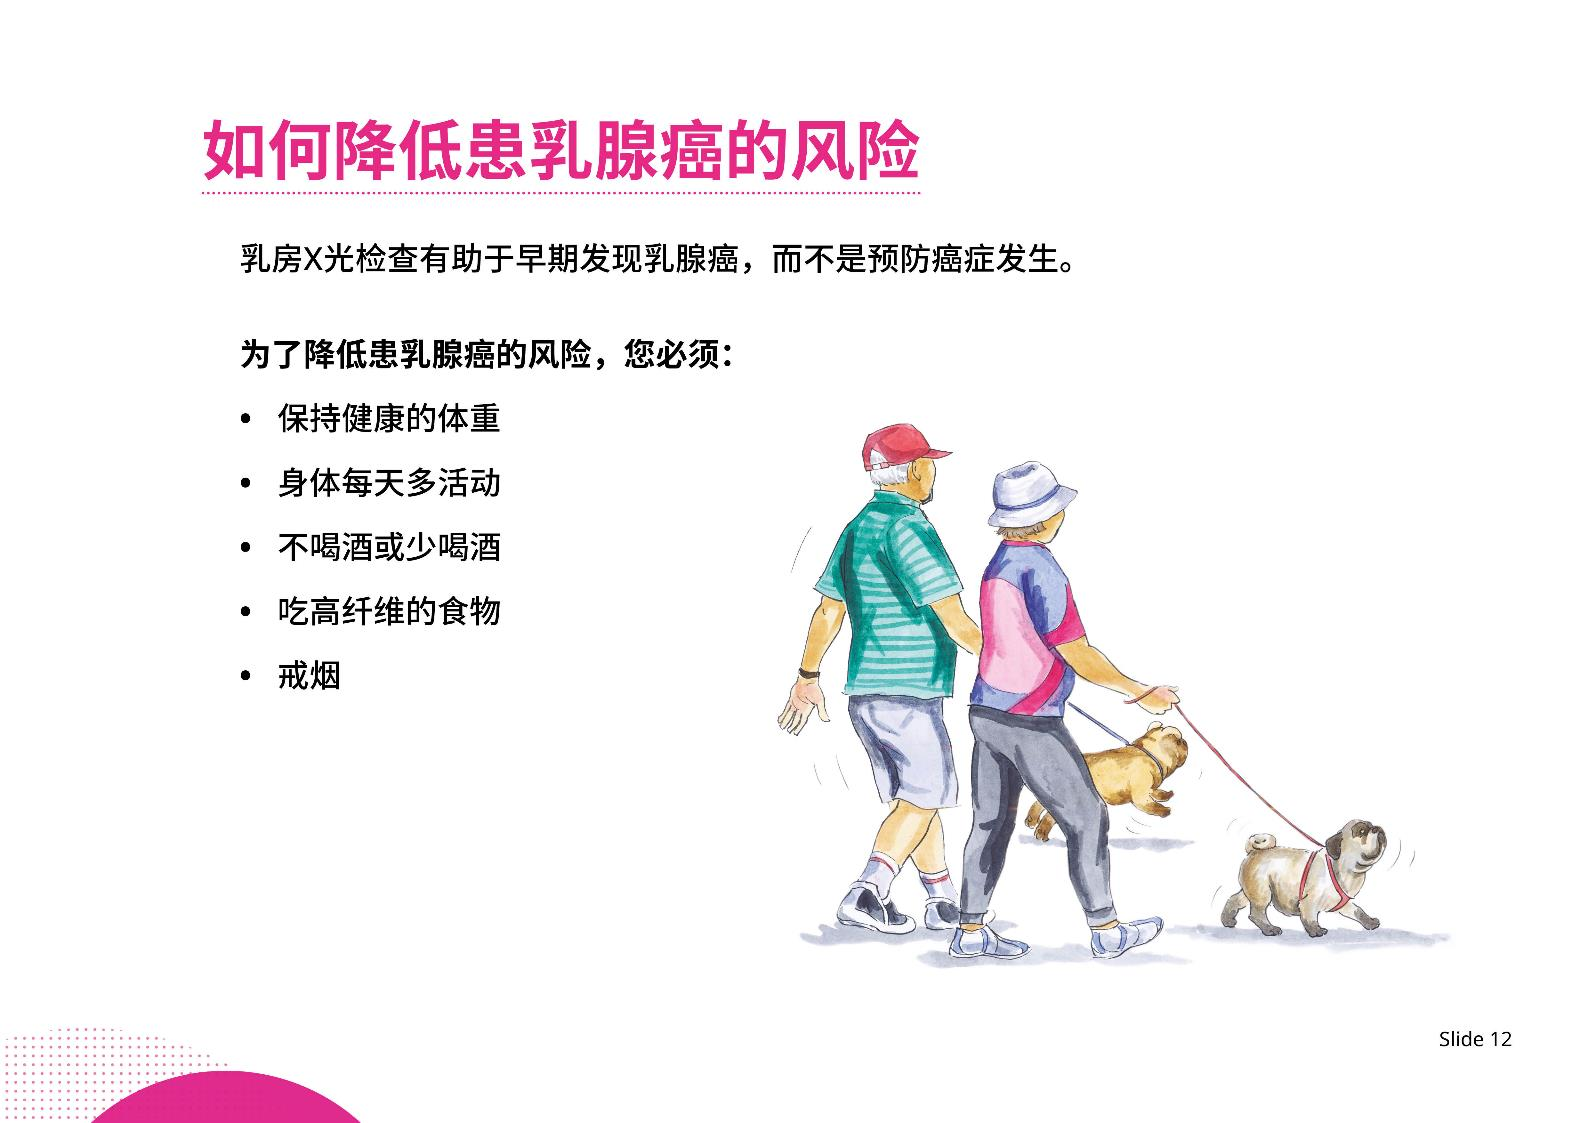 如何降低患乳腺癌的风险
乳房X光检查有助于早期发现乳腺癌，而不是预防癌症发生。
为了降低患乳腺癌的风险，您必须：
• 保持健康的体重
• 身体每天多活动
• 不喝酒或少喝酒
• 吃高纤维的食物
• 戒烟
Slide 12